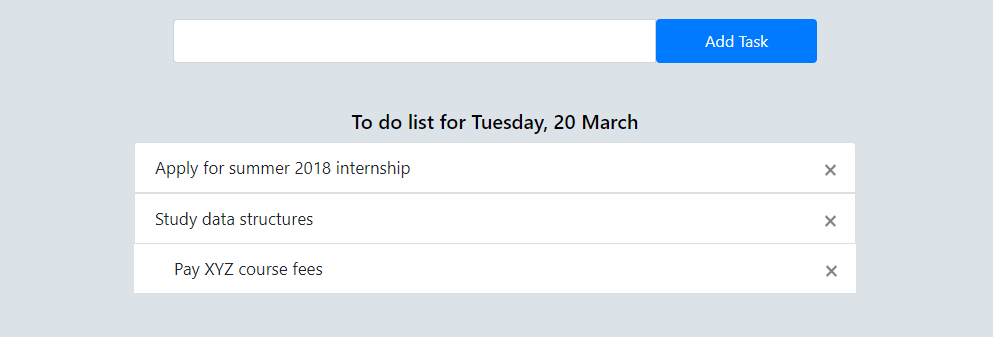 Add Task
To do list for Tuesday, 20 March
Apply for summer 2018 internship ×
Study data structures ×
Pay XYZ course fees ×